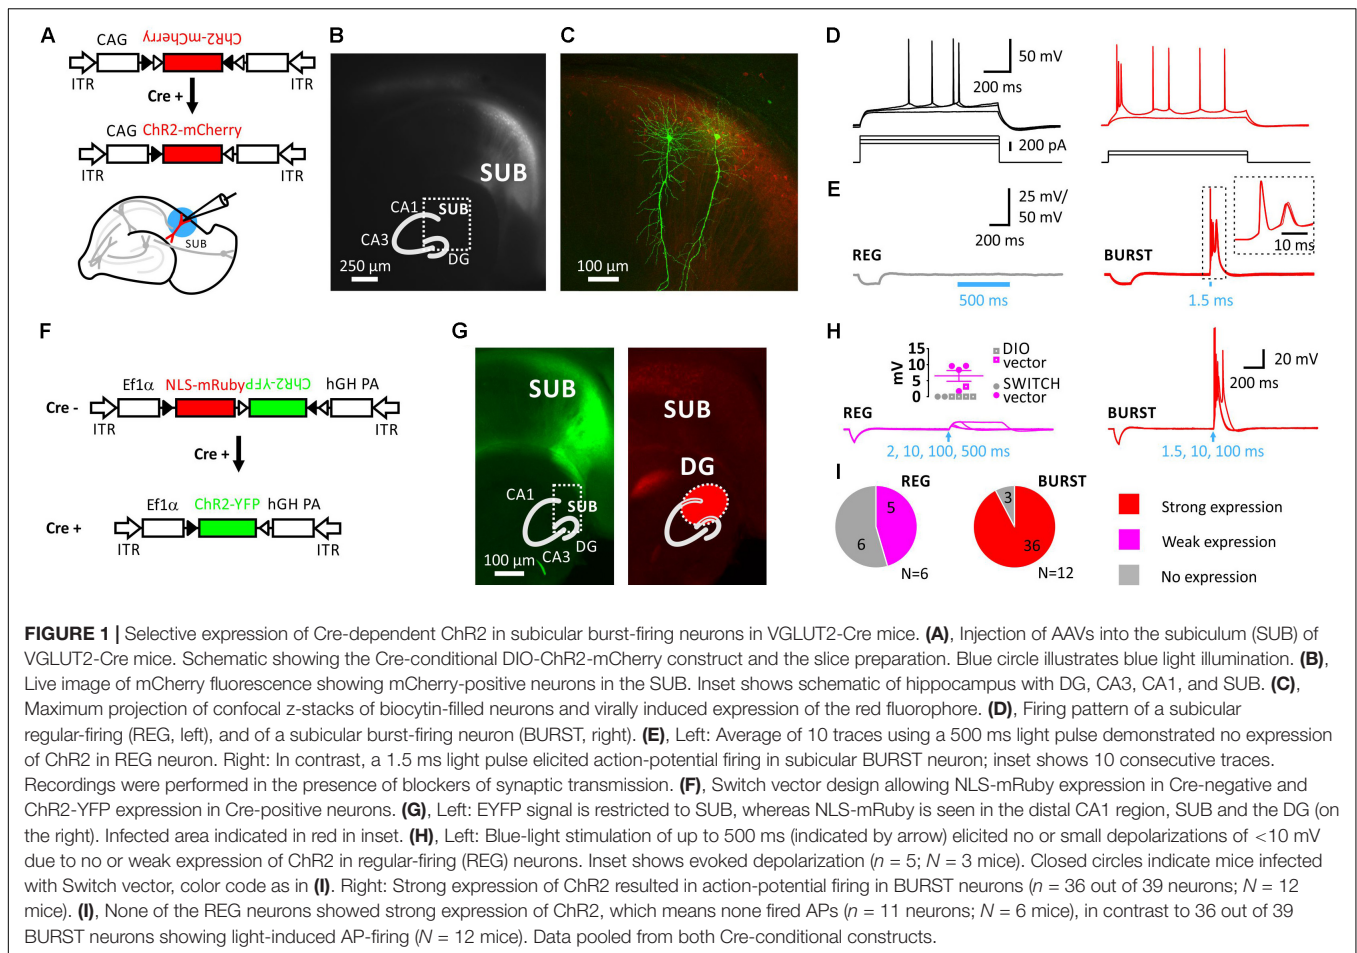 A
CAG
ChR2-mCherry
ITR
ITR
Cre +
CAG
ChR2-mCherry
ITR
ITR
SUB
B
SUB
CA1
SUB
CA3
DG
250 µm
C
100 µm
D
50 mV
200 ms
200 pA
E
25 mV/
50 mV
200 ms
REG
500 ms
BURST
10 ms
1.5 ms
F
Ef1α
NLS-mRuby
ChR2-YFP
hGH PA
Cre -
ITR
ITR
Cre +
Ef1α
ChR2-YFP
hGH PA
Cre +
ITR
ITR
G
SUB
CA1
SUB
DG
CA3
100 µm
SUB
DG
H
15
10
5
0
mV
DIO
vector
SWITCH
vector
REG
2, 10, 100, 500 ms
20 mV
200 ms
BURST
1.5, 10, 100 ms
I
REG
5
6
N=6
BURST
3
36
N=12
Strong expression
Weak expression
No expression
FIGURE 1 | Selective expression of Cre-dependent ChR2 in subicular burst-firing neurons in VGLUT2-Cre mice. (A), Injection of AAVs into the subiculum (SUB) of
VGLUT2-Cre mice. Schematic showing the Cre-conditional DIO-ChR2-mCherry construct and the slice preparation. Blue circle illustrates blue light illumination. (B),
Live image of mCherry fluorescence showing mCherry-positive neurons in the SUB. Inset shows schematic of hippocampus with DG, CA3, CA1, and SUB. (C),
Maximum projection of confocal z-stacks of biocytin-filled neurons and virally induced expression of the red fluorophore. (D), Firing pattern of a subicular
regular-firing (REG, left), and of a subicular burst-firing neuron (BURST, right). (E), Left: Average of 10 traces using a 500 ms light pulse demonstrated no expression
of ChR2 in REG neuron. Right: In contrast, a 1.5 ms light pulse elicited action-potential firing in subicular BURST neuron; inset shows 10 consecutive traces.
Recordings were performed in the presence of blockers of synaptic transmission. (F), Switch vector design allowing NLS-mRuby expression in Cre-negative and
ChR2-YFP expression in Cre-positive neurons. (G), Left: EYFP signal is restricted to SUB, whereas NLS-mRuby is seen in the distal CA1 region, SUB and the DG (on
the right). Infected area indicated in red in inset. (H), Left: Blue-light stimulation of up to 500 ms (indicated by arrow) elicited no or small depolarizations of <10 mV
due to no or weak expression of ChR2 in regular-firing (REG) neurons. Inset shows evoked depolarization (n = 5; N = 3 mice). Closed circles indicate mice infected
with Switch vector, color code as in (I). Right: Strong expression of ChR2 resulted in action-potential firing in BURST neurons (n = 36 out of 39 neurons; N = 12
mice). (I), None of the REG neurons showed strong expression of ChR2, which means none fired APs (n = 11 neurons; N = 6 mice), in contrast to 36 out of 39
BURST neurons showing light-induced AP-firing (N = 12 mice). Data pooled from both Cre-conditional constructs.